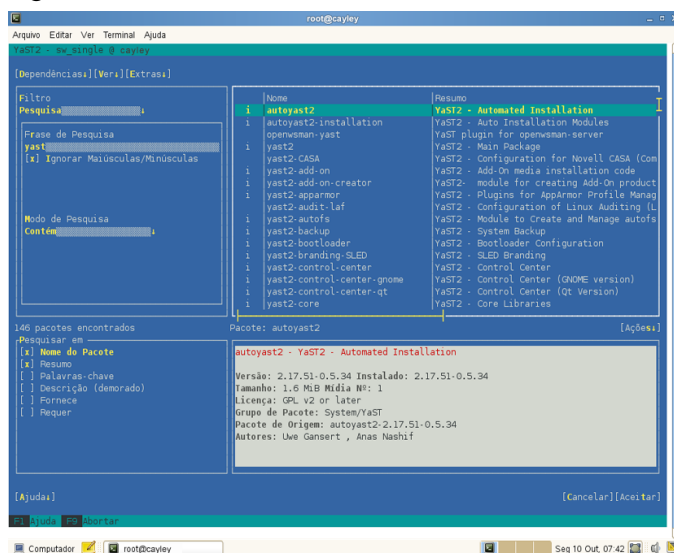 root@cayley
Arquivo Editar Ver Terminal Ajuda
YaST2 - sw_single @ cayley
[Dependências↓][Ver↓][Extras↓]
Filtro
Pesquisa
Frase de Pesquisa
yast
[x] Ignorar Maiúsculas/Minúsculas
Modo de Pesquisa
Contém
Nome Resumo
i autoyast2 YaST2 - Automated Installation
i autoyast2-installation YaST2 - Auto Installation Modules
openwsman-yast YaST plugin for openwsman-server
i yast2 YaST2 - Main Package
yast2-CASA YaST2 - Configuration for Novell CASA (Com
i yast2-add-on YaST2 - Add-On media installation code
i yast2-add-on-creator YaST2- module for creating Add-On product
i yast2-apparmor YaST2 - Plugins for AppArmor Profile Manag
yast2-audit-laf YaST2 - Configuration of Linux Auditing (L
i yast2-autofs YaST2 - Module to Create and Manage autofs
i yast2-backup YaST2 - System Backup
i yast2-bootloader YaST2 - Bootloader Configuration
i yast2-branding-SLED YaST2 - SLED Branding
i yast2-control-center YaST2 - Control Center
i yast2-control-center-gnome YaST2 - Control Center (GNOME version)
i yast2-control-center-qt YaST2 - Control Center (Qt Version)
i yast2-core YaST2 - Core Libraries
146 pacotes encontrados
Pacote: autoyast2 [Ações↓]
Pesquisar em
[x] Nome do Pacote
[x] Resumo
[ ] Palavras-chave
[ ] Descrição (demorado)
[ ] Fornece
[ ] Requer
autoyast2 - YaST2 - Automated Installation
Versão: 2.17.51-0.5.34 Instalado: 2.17.51-0.5.34
Tamanho: 1.6 MiB Mídia Nº: 1
Licença: GPL v2 or later
Grupo de Pacote: System/YaST
Pacote de Origem: autoyast2-2.17.51-0.5.34
Autores: Uwe Gansert , Anas Nashif
[Ajuda↓] [Cancelar][Aceitar]
F1 Ajuda F9 Abortar
Computador root@cayley Seg 10 Out, 07:42